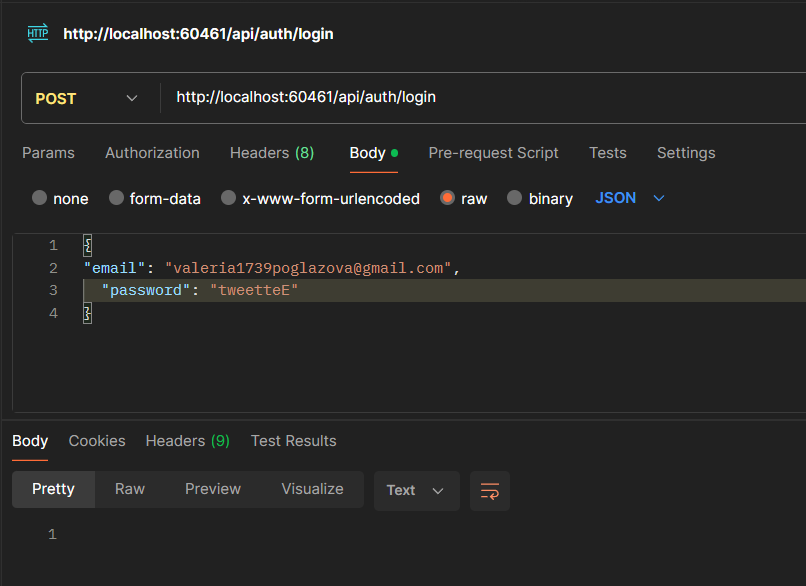 HTTP http://localhost:60461/api/auth/login
POST http://localhost:60461/api/auth/login
Params Authorization Headers (8) Body Pre-request Script Tests Settings
none form-data x-www-form-urlencoded raw binary JSON
1 {
2 "email": "valeria1739poglazova@gmail.com",
3 "password": "tweetteE"
4 }
Body Cookies Headers (9) Test Results
Pretty Raw Preview Visualize Text
1